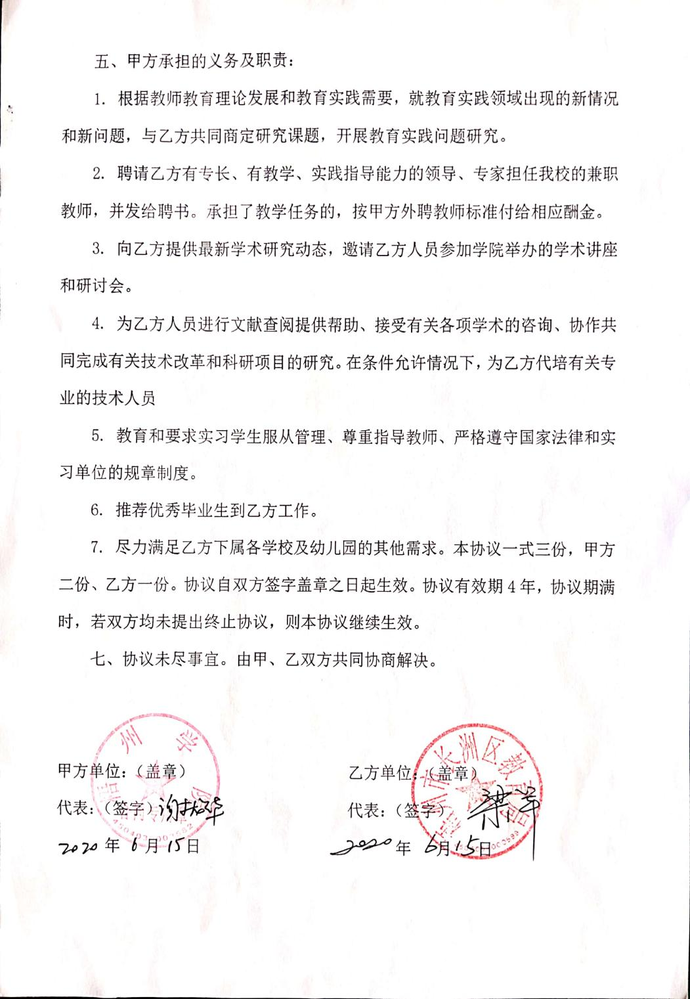 五、甲方承担的义务及职责：
1. 根据教师教育理论发展和教育实践需要，就教育实践领域出现的新情况
和新问题，与乙方共同商定研究课题，开展教育实践问题研究。
2. 聘请乙方有专长、有教学、实践指导能力的领导、专家担任我校的兼职
教师，并发给聘书。承担了教学任务的，按甲方外聘教师标准付给相应酬金。
3. 向乙方提供最新学术研究动态，邀请乙方人员参加学院举办的学术讲座
和研讨会。
4. 为乙方人员进行文献查阅提供帮助、接受有关各项学术的咨询、协作共
同完成有关技术改革和科研项目的研究。在条件允许情况下，为乙方代培有关专
业的技术人员
5. 教育和要求实习学生服从管理、尊重指导教师、严格遵守国家法律和实
习单位的规章制度。
6. 推荐优秀毕业生到乙方工作。
7. 尽力满足乙方下属各学校及幼儿园的其他需求。本协议一式三份，甲方
二份、乙方一份。协议自双方签字盖章之日起生效。协议有效期 4 年，协议期满
时，若双方均未提出终止协议，则本协议继续生效。
七、协议未尽事宜。由甲、乙双方共同协商解决。
梧州学院
梧州市长洲区教育局
甲方单位：（盖章） 乙方单位：（盖章）
代表：（签字） 代表：（签字）
2020 年 6 月 15 日 2020 年 6 月 15 日